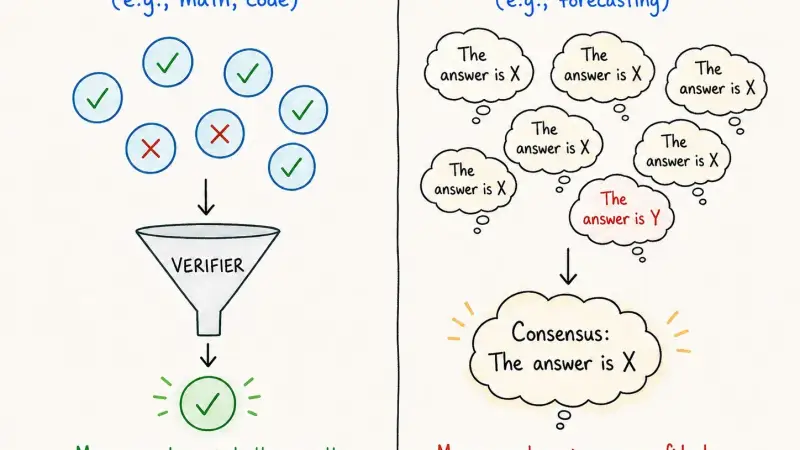 (e.g., math, code)
(e.g., forecasting)
The
answer is X
The
answer is X
The
answer is X
The
answer is X
The
answer is X
The
answer is X
The
answer is Y
VERIFIER
Consensus:
The answer is X